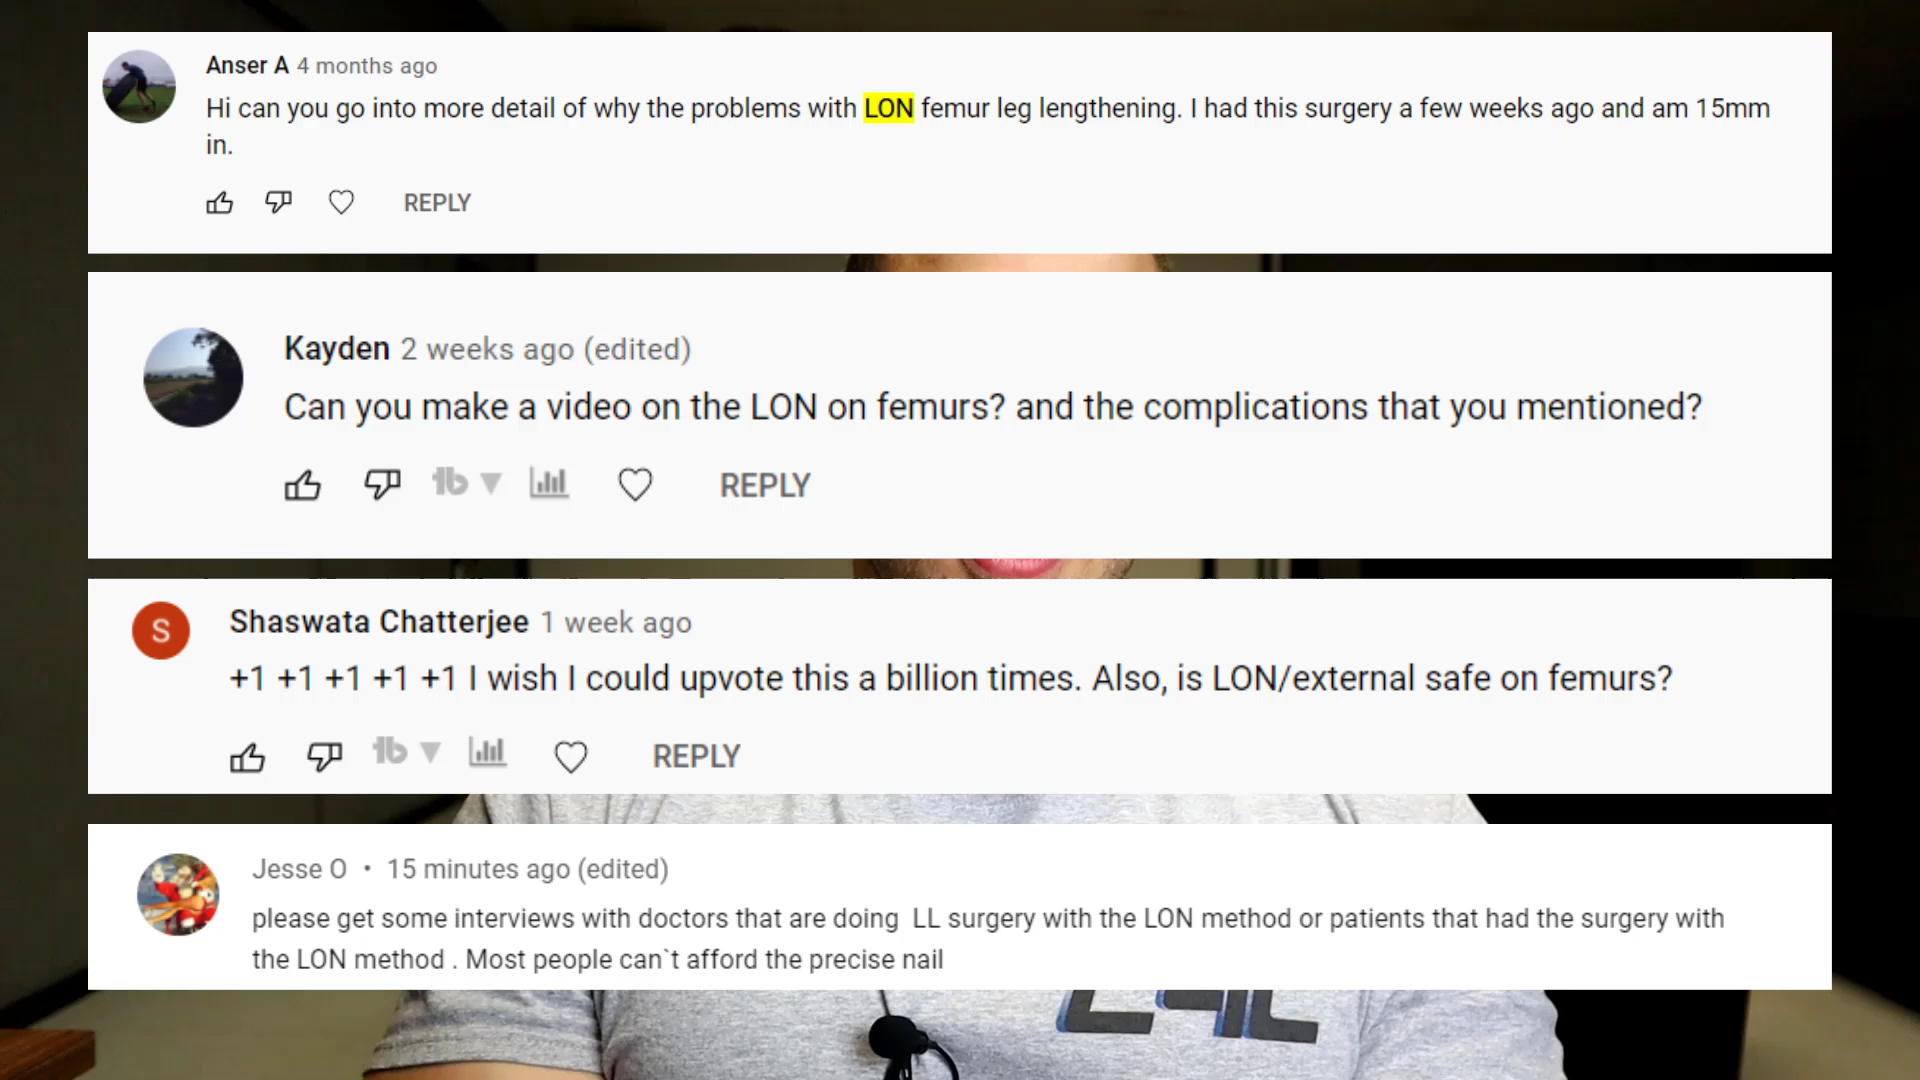 Anser A 4 months ago
Hi can you go into more detail of why the problems with LON femur leg lengthening. I had this surgery a few weeks ago and am 15mm
in.
REPLY
Kayden 2 weeks ago (edited)
Can you make a video on the LON on femurs? and the complications that you mentioned?
REPLY
S
Shaswata Chatterjee 1 week ago
+1 +1 +1 +1 +1 I wish I could upvote this a billion times. Also, is LON/external safe on femurs?
REPLY
Jesse O • 15 minutes ago (edited)
please get some interviews with doctors that are doing  LL surgery with the LON method or patients that had the surgery with
the LON method . Most people can`t afford the precise nail